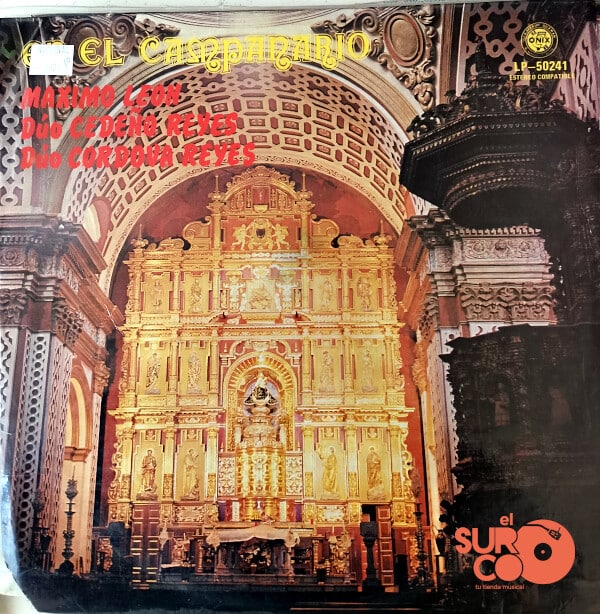 EN EL CAMPANARIO
ONIX
LP-50241
ESTEREO COMPATIBLE
MAXIMO LEON
Dúo CEDEÑO REYES
Dúo CORDOVA REYES
el
SURCO
tu tienda musical